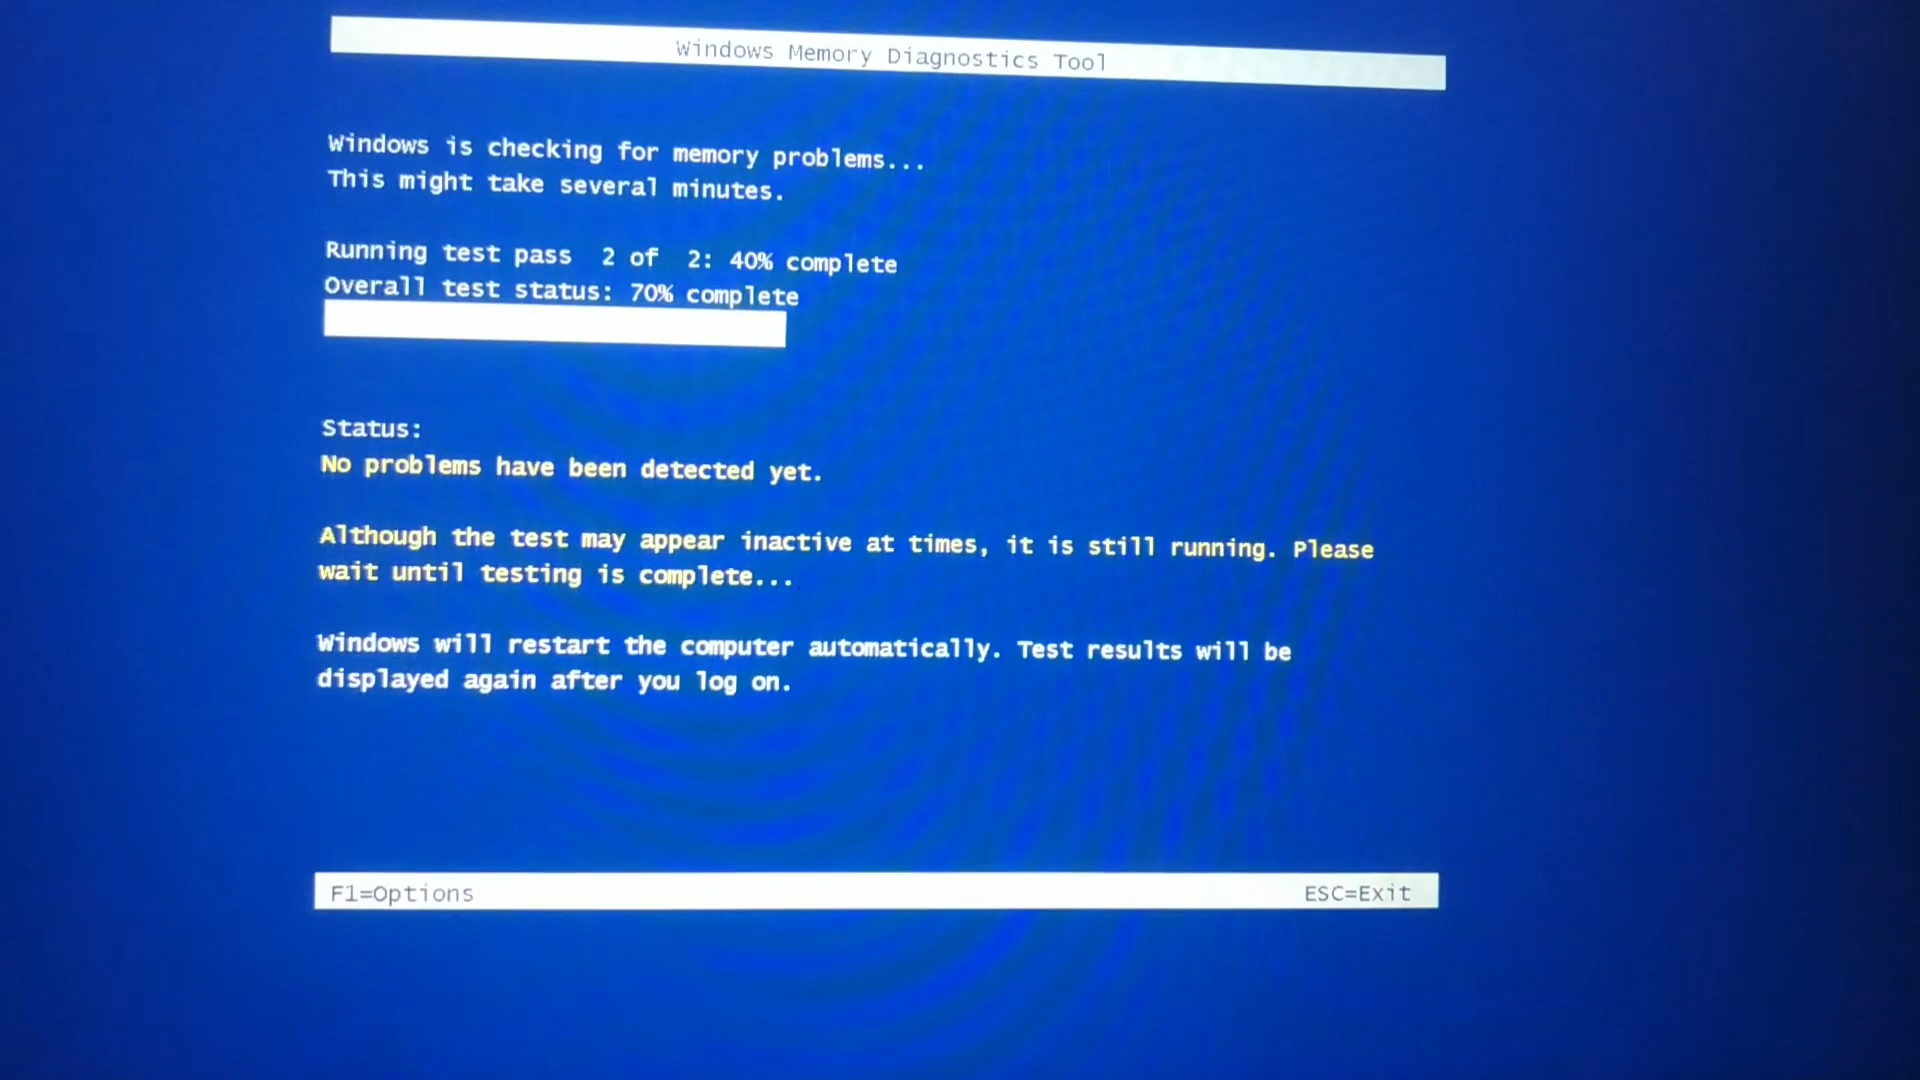 Windows Memory Diagnostics Tool
Windows is checking for memory problems...
This might take several minutes.
Running test pass  2 of  2: 40% complete
Overall test status: 70% complete
Status:
No problems have been detected yet.
Although the test may appear inactive at times, it is still running. Please
wait until testing is complete...
Windows will restart the computer automatically. Test results will be
displayed again after you log on.
F1=Options ESC=Exit